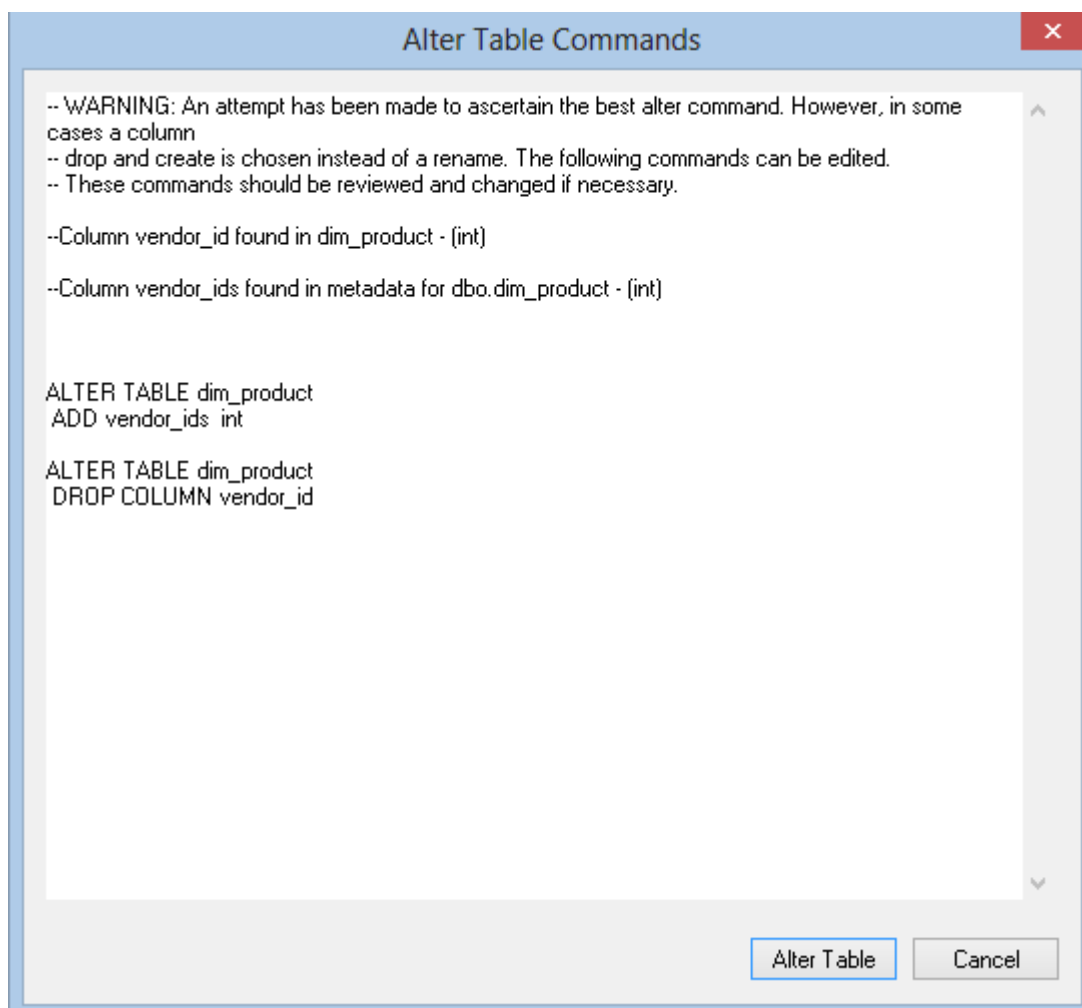 Alter Table Commands
-- WARNING: An attempt has been made to ascertain the best alter command. However, in some
cases a column
-- drop and create is chosen instead of a rename. The following commands can be edited.
-- These commands should be reviewed and changed if necessary.
--Column vendor_id found in dim_product - (int)
--Column vendor_ids found in metadata for dbo.dim_product - (int)
ALTER TABLE dim_product
ADD vendor_ids  int
ALTER TABLE dim_product
DROP COLUMN vendor_id
Alter Table
Cancel